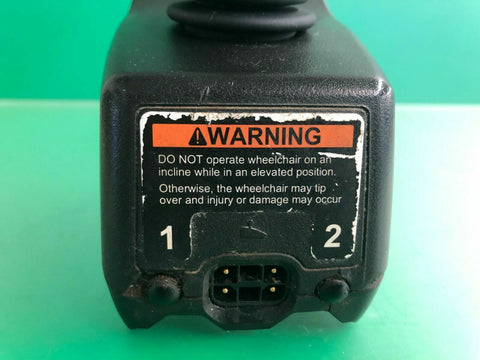 WARNING
DO NOT operate wheelchair on an
incline while in an elevated position.
Otherwise, the wheelchair may tip
over and injury or damage may occur
1 2